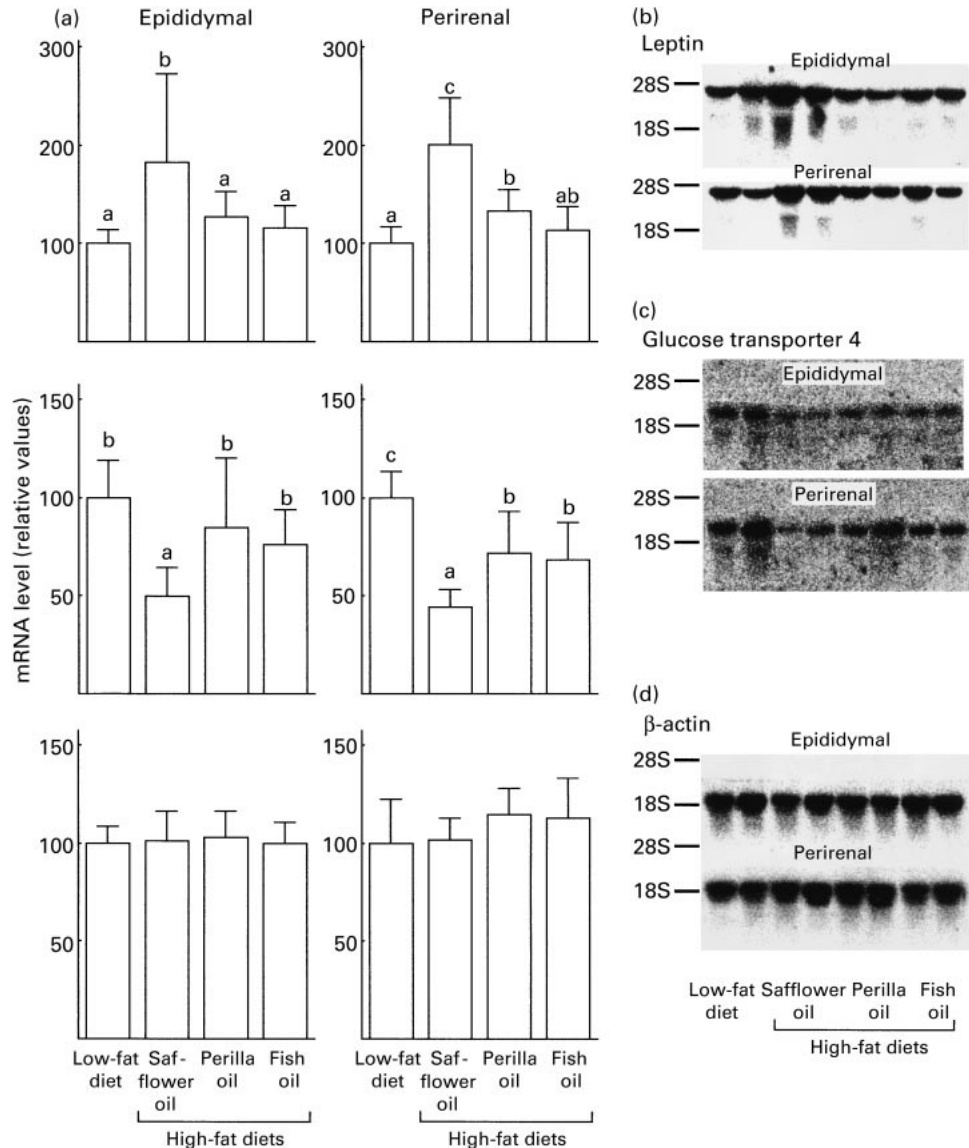 (a)
Epididymal
Perirenal
300
b
200
a
a
a
100
300
c
200
b
ab
a
100
mRNA level (relative values)
150
b
b
b
100
a
50
150
c
b
b
100
a
50
150
100
50
150
100
50
Low-fat
diet
Saf-
flower
oil
Perilla
oil
Fish
oil
High-fat diets
Low-fat
diet
Saf-
flower
oil
Perilla
oil
Fish
oil
High-fat diets
(b)
Leptin
Epididymal
28S
18S
Perirenal
28S
18S
(c)
Glucose transporter 4
Epididymal
28S
18S
Perirenal
28S
18S
(d)
β-actin
Epididymal
28S
18S
28S
Perirenal
18S
Low-fat
diet
Safflower
oil
Perilla
oil
Fish
oil
High-fat diets